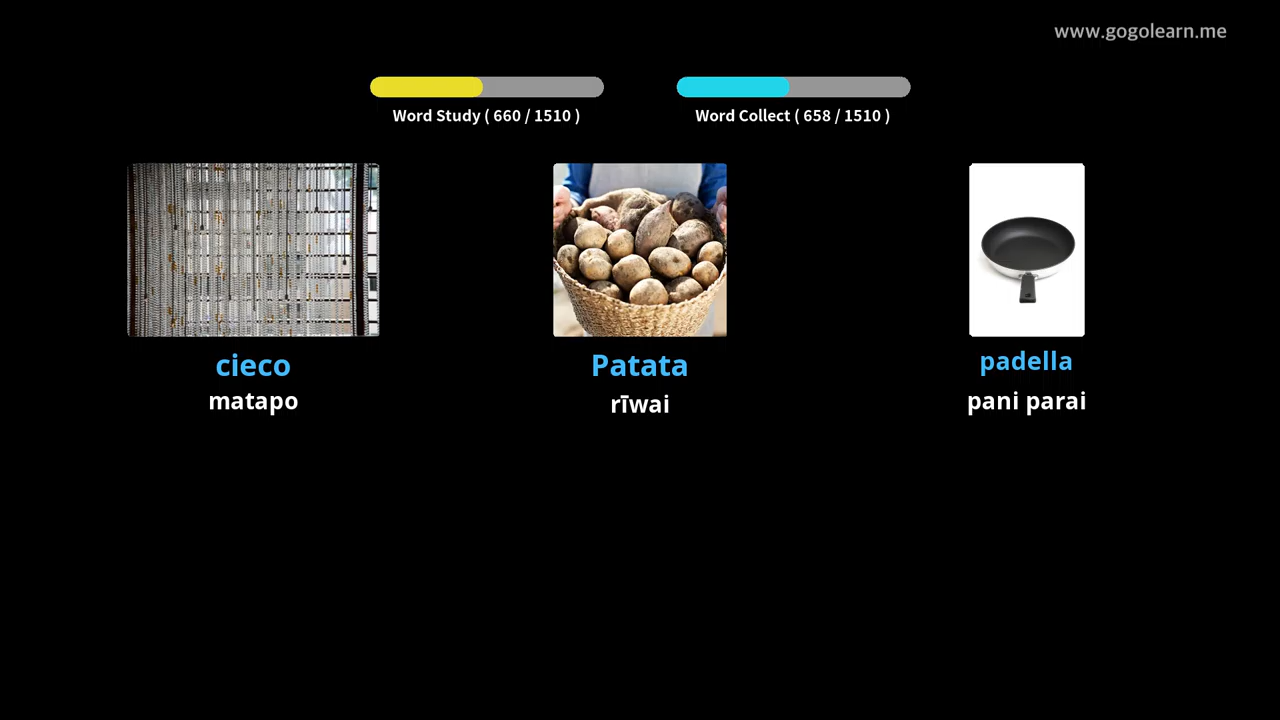 www.gogolearn.me
Word Study ( 660 / 1510 )
Word Collect ( 658 / 1510 )
cieco
matapo
Patata
rīwai
padella
pani parai